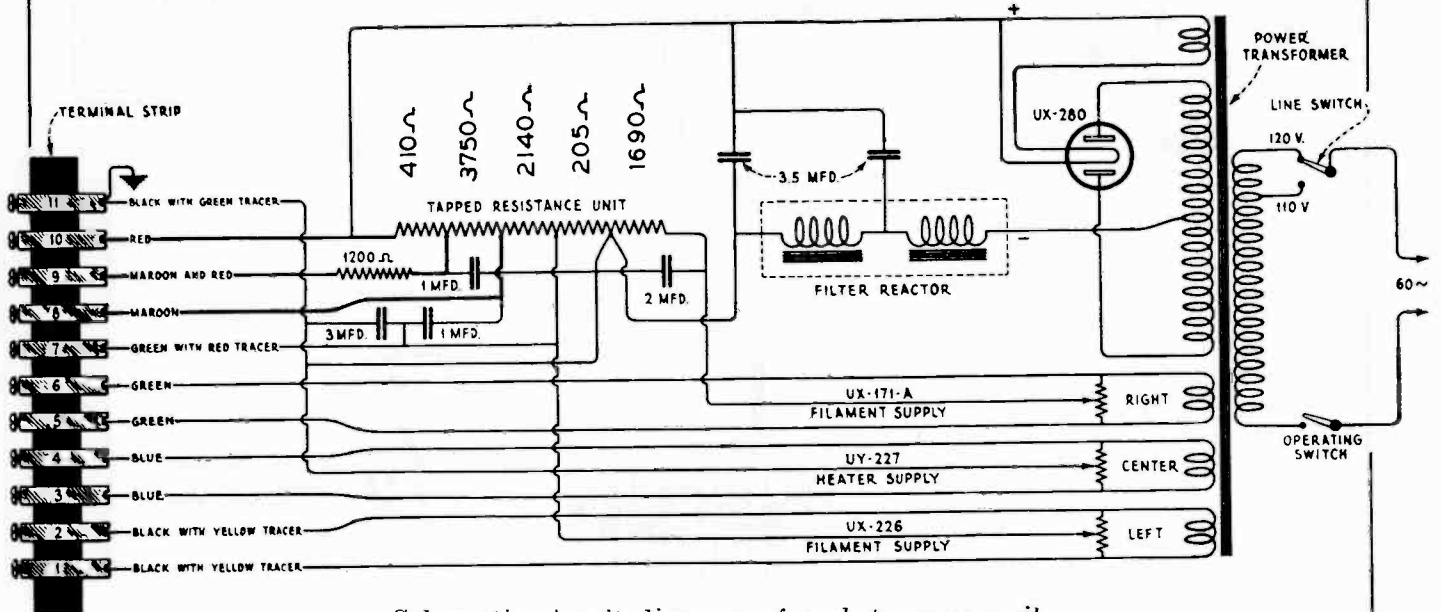 +
POWER
TRANSFORMER
TERMINAL STRIP
UX-280
LINE SWITCH
120 V.
110 V
410Ω
3750Ω
2140Ω
205Ω
1690Ω
3.5 MFD.
TAPPED RESISTANCE UNIT
11 BLACK WITH GREEN TRACER
10 RED
9 MAROON AND RED
8 MAROON
7 GREEN WITH RED TRACER
6 GREEN
5 GREEN
4 BLUE
3 BLUE
2 BLACK WITH YELLOW TRACER
1 BLACK WITH YELLOW TRACER
1200 Ω
1 MFD.
2 MFD.
3 MFD.
1 MFD.
–
FILTER REACTOR
60~
UX-171-A
FILAMENT SUPPLY
RIGHT
UY-227
HEATER SUPPLY
CENTER
UX-226
FILAMENT SUPPLY
LEFT
OPERATING
SWITCH